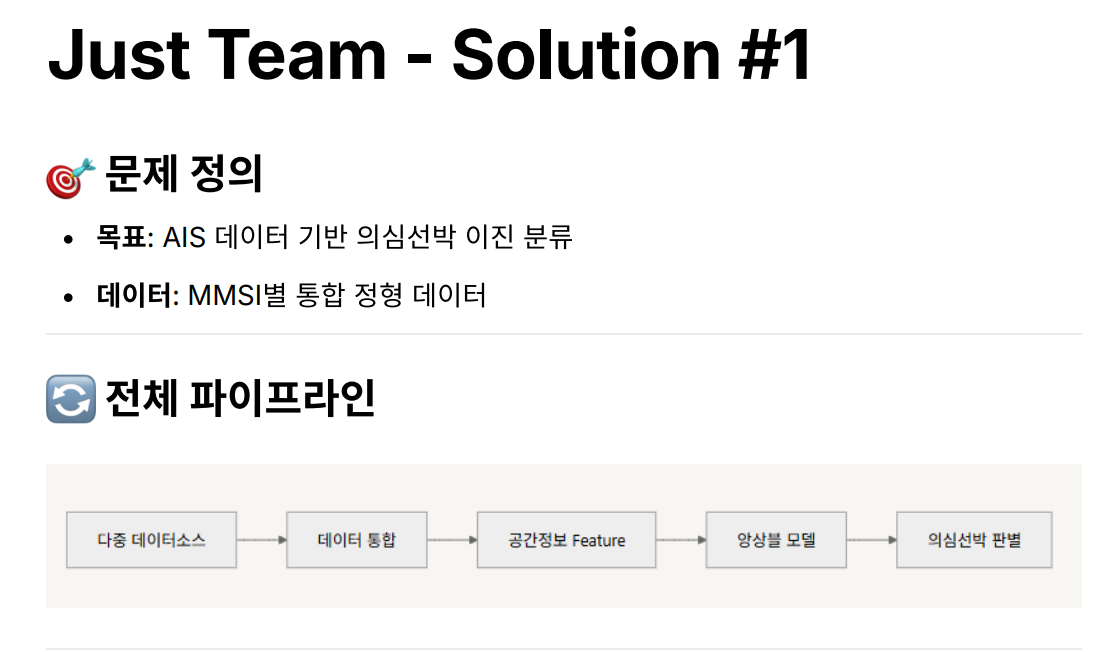 Just Team - Solution #1
🎯 문제 정의
• 목표: AIS 데이터 기반 의심선박 이진 분류
• 데이터: MMSI별 통합 정형 데이터
🔄 전체 파이프라인
다중 데이터소스
데이터 통합
공간정보 Feature
앙상블 모델
의심선박 판별